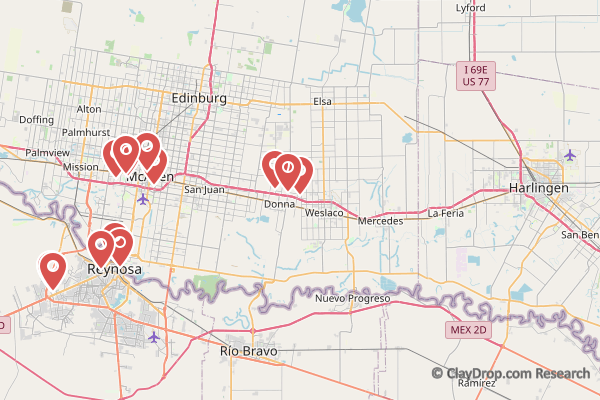 Lyford
I 69E
US 77
Edinburg
Elsa
Alton
Doffing
Palmhurst
Palmview
Mission
McAllen
San Juan
Harlingen
Donna
Weslaco
La Feria
Mercedes
San Ben
Reynosa
Nuevo Progreso
MEX 2D
Río Bravo
Ramírez
© ClayDrop.com Research